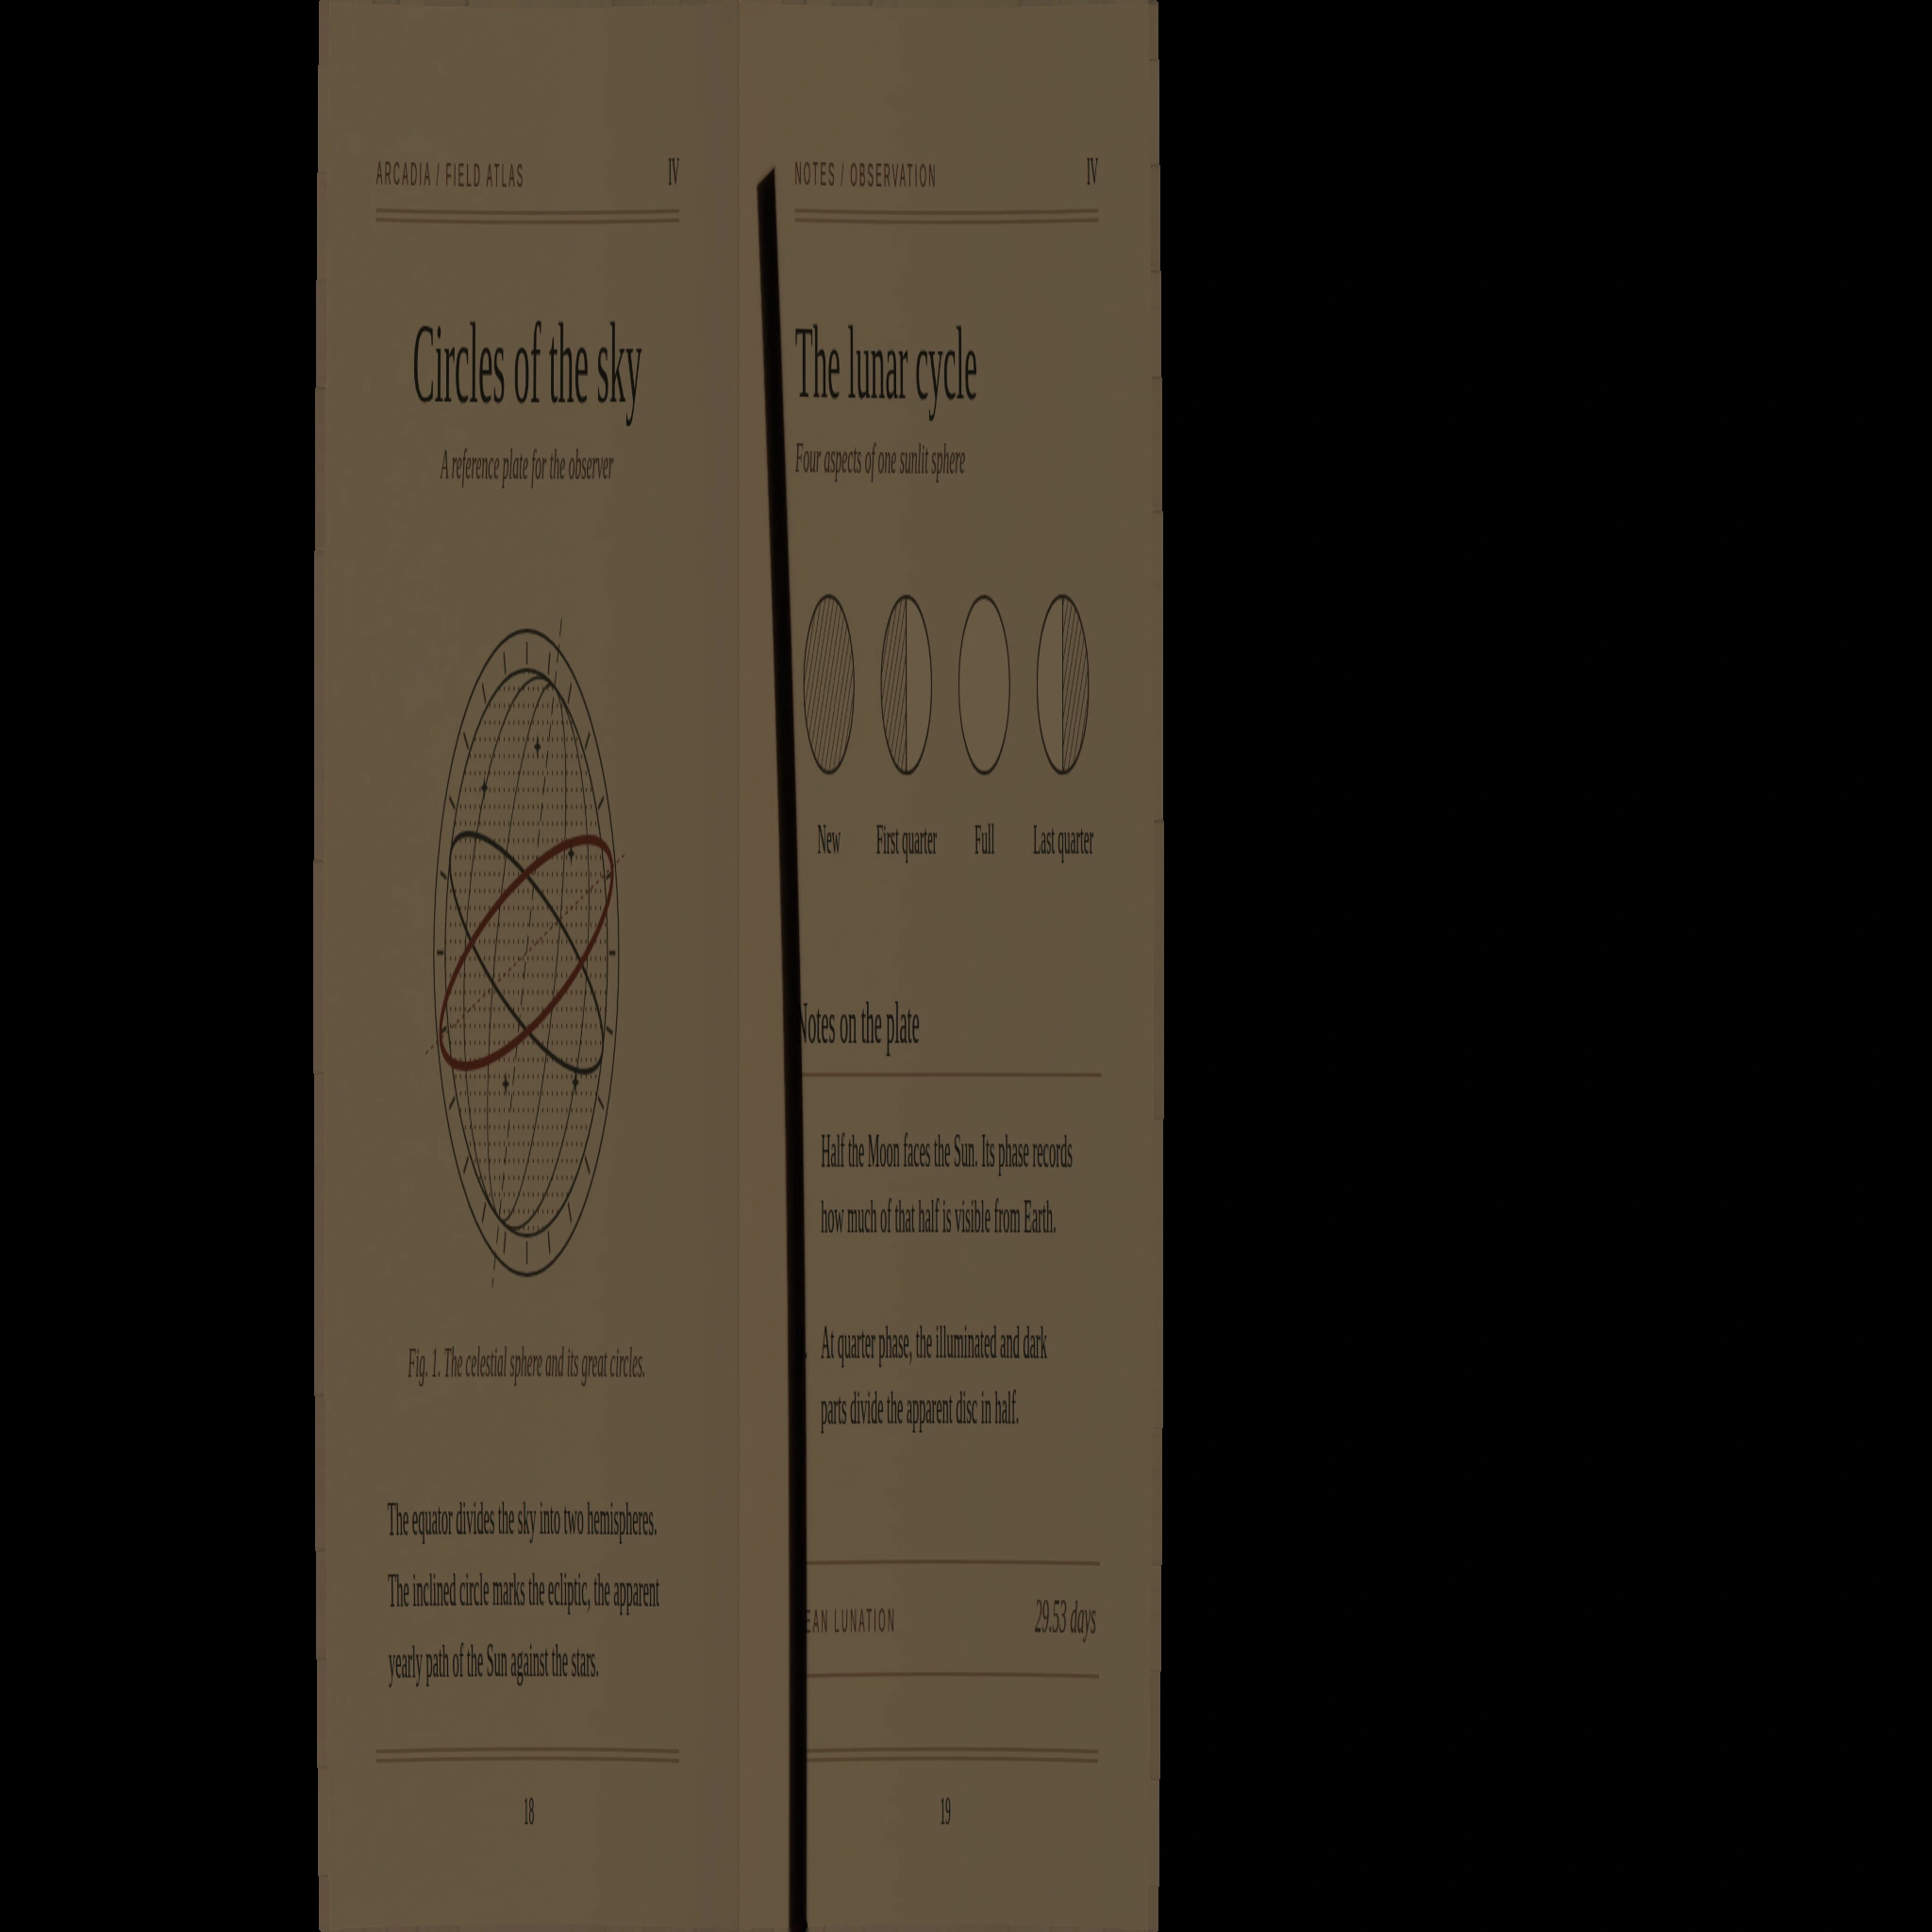 ARCADIA / FIELD ATLAS IV
Circles of the sky
A reference plate for the observer
Fig. 1. The celestial sphere and its great circles.
The equator divides the sky into two hemispheres.
The inclined circle marks the ecliptic, the apparent
yearly path of the Sun against the stars.
18
NOTES / OBSERVATION IV
The lunar cycle
Four aspects of one sunlit sphere
New First quarter Full Last quarter
Notes on the plate
Half the Moon faces the Sun. Its phase records
how much of that half is visible from Earth.
At quarter phase, the illuminated and dark
parts divide the apparent disc in half.
LUNATION 29.53 days
19